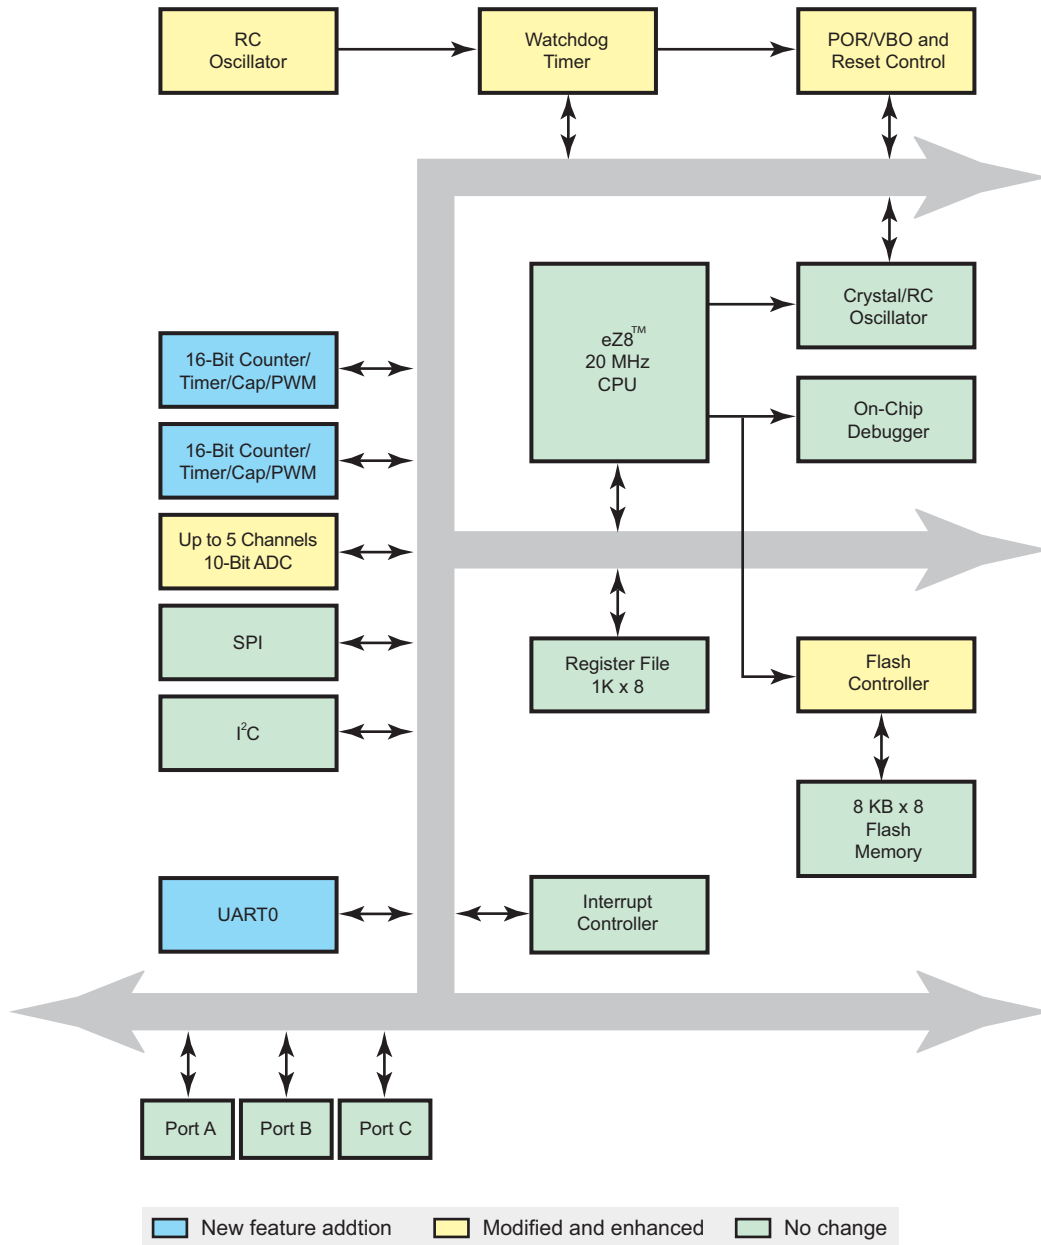 RC
Oscillator
Watchdog
Timer
POR/VBO and
Reset Control
eZ8™
20 MHz
CPU
Crystal/RC
Oscillator
16-Bit Counter/
Timer/Cap/PWM
On-Chip
Debugger
16-Bit Counter/
Timer/Cap/PWM
Up to 5 Channels
10-Bit ADC
SPI
Register File
1K x 8
Flash
Controller
I²C
8 KB x 8
Flash
Memory
UART0
Interrupt
Controller
Port A
Port B
Port C
New feature addtion
Modified and enhanced
No change